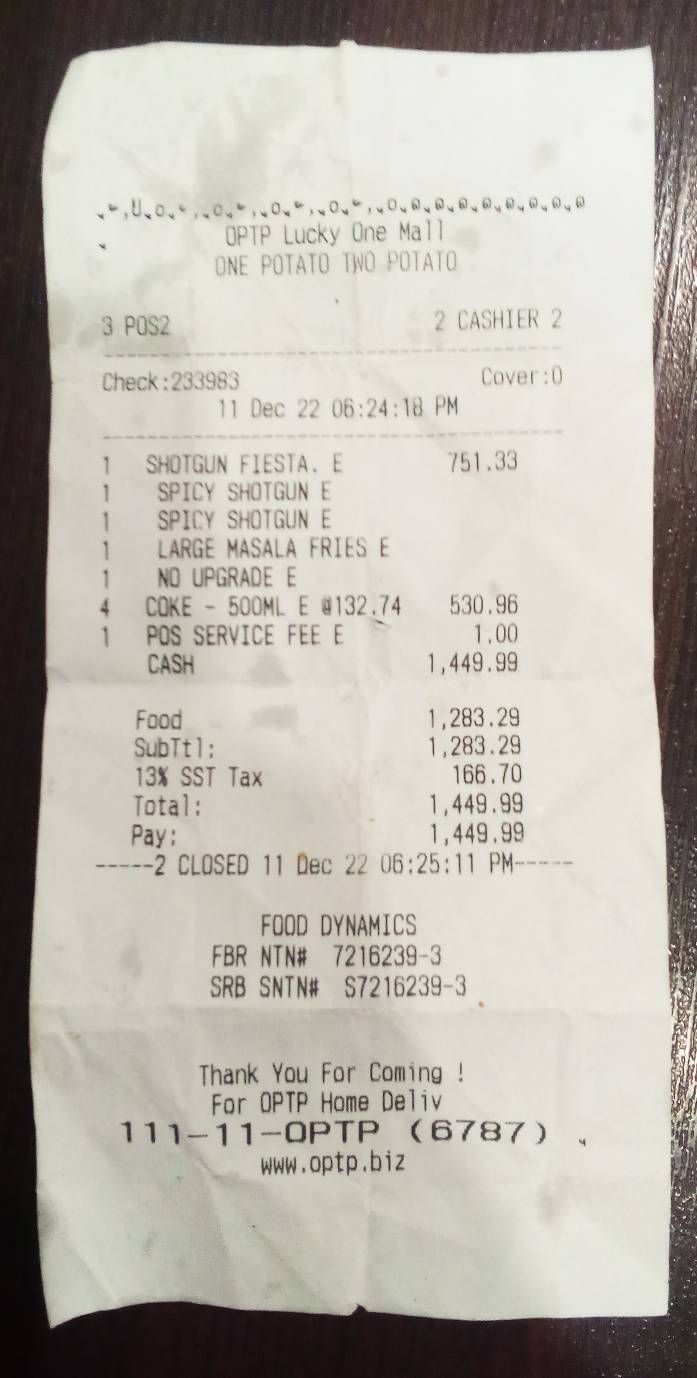 OPTP Lucky One Mall
ONE POTATO TWO POTATO
3 POS2 2 CASHIER 2
Check:233983 Cover:0
11 Dec 22 06:24:18 PM
1 SHOTGUN FIESTA. E 751.33
1 SPICY SHOTGUN E
1 SPICY SHOTGUN E
1 LARGE MASALA FRIES E
1 NO UPGRADE E
4 COKE - 500ML E @132.74 530.96
1 POS SERVICE FEE E 1.00
CASH 1,449.99
Food 1,283.29
SubTtl: 1,283.29
13% SST Tax 166.70
Total: 1,449.99
Pay: 1,449.99
-----2 CLOSED 11 Dec 22 06:25:11 PM-----
FOOD DYNAMICS
FBR NTN# 7216239-3
SRB SNTN# S7216239-3
Thank You For Coming !
For OPTP Home Deliv
111-11-OPTP (6787)
www.optp.biz